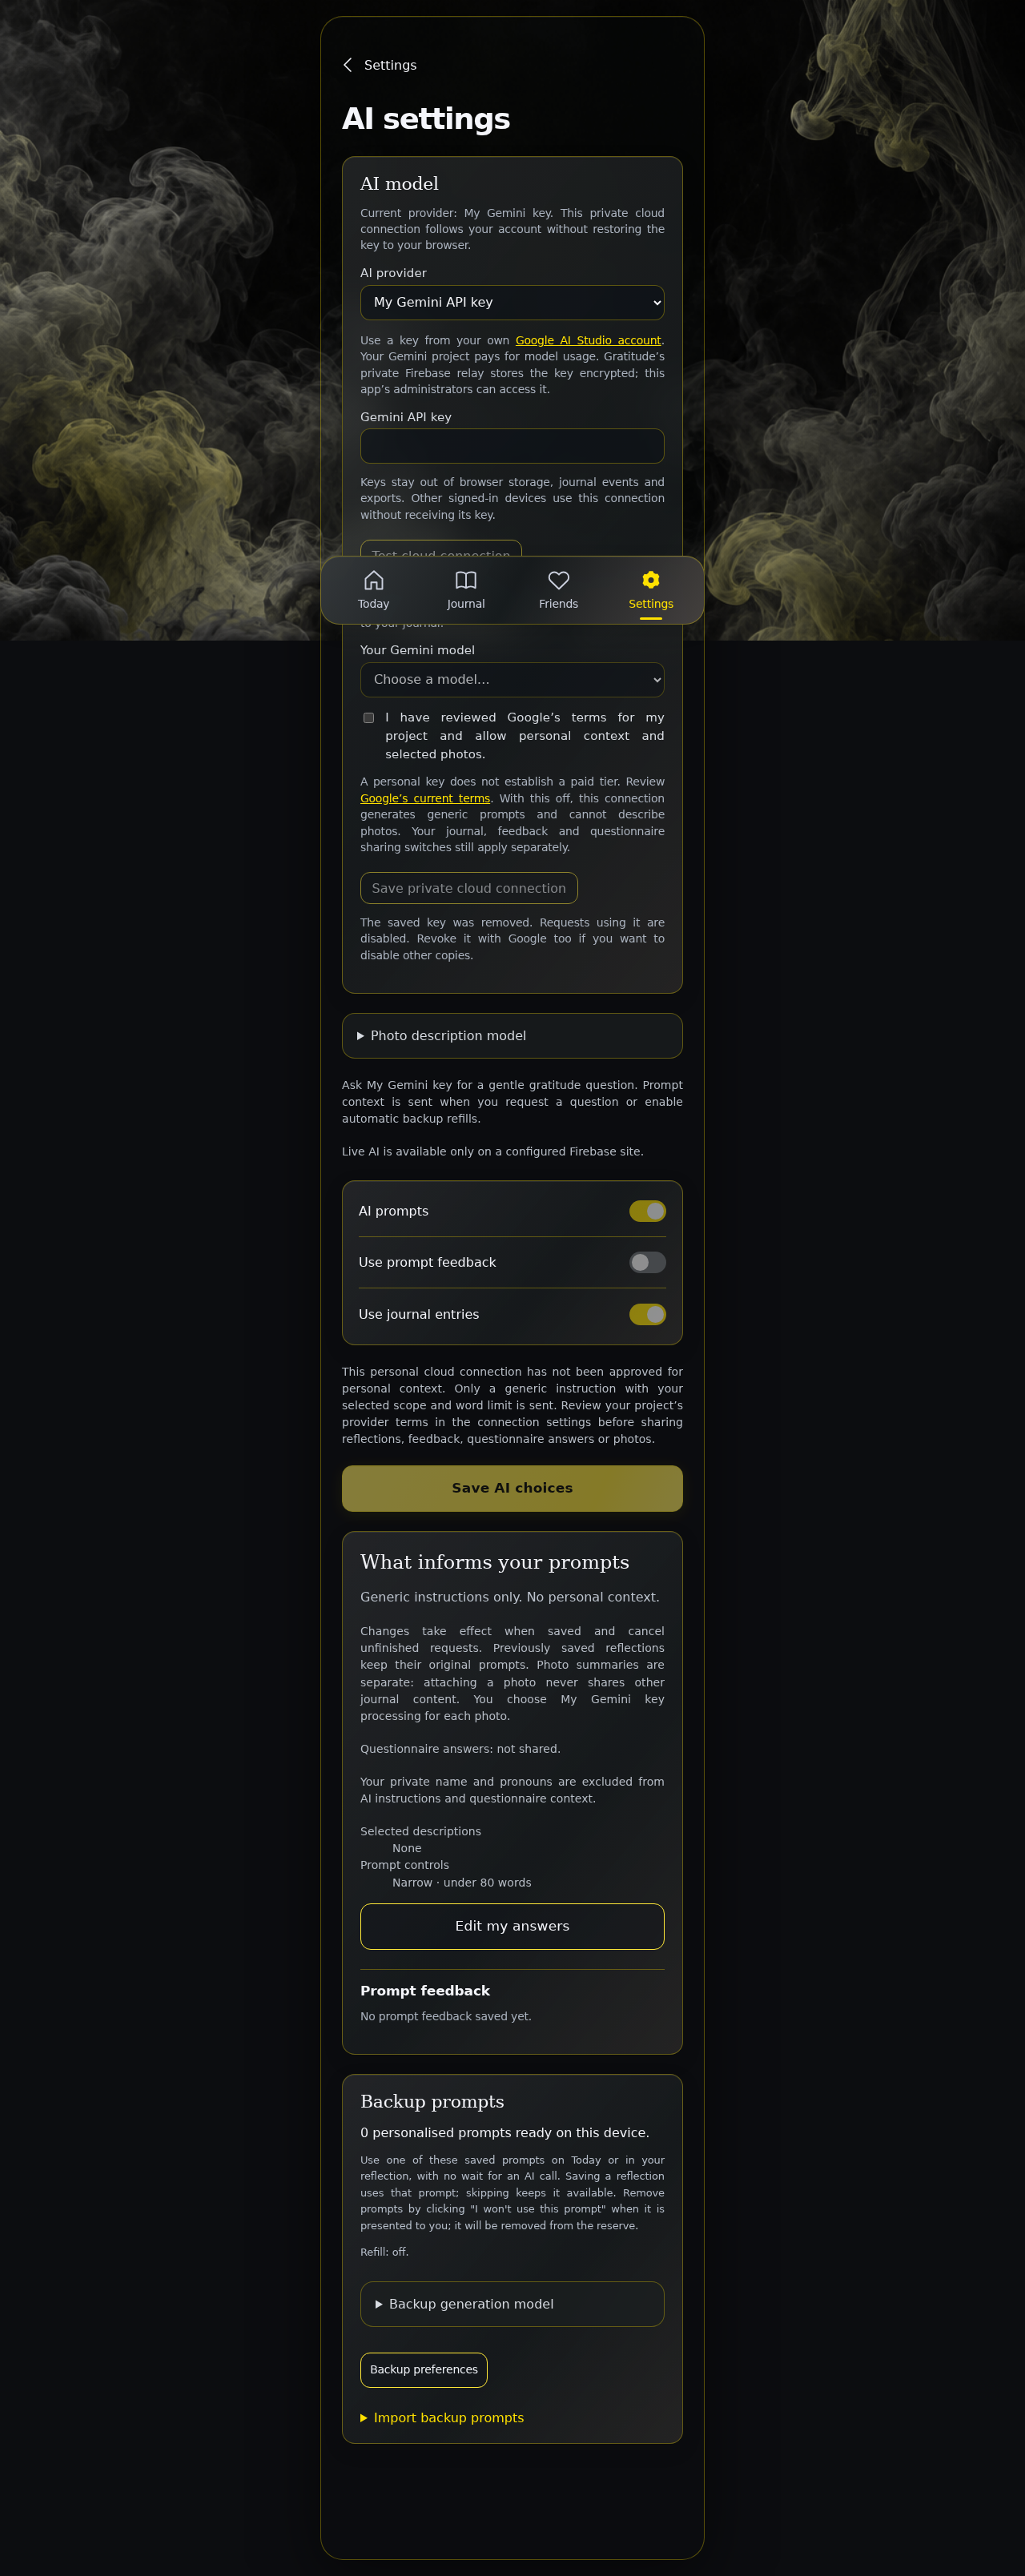 Settings
AI settings
AI model
Current provider: My Gemini key. This private cloud
connection follows your account without restoring the
key to your browser.
AI provider
My Gemini API key
Use a key from your own Google AI Studio account.
Your Gemini project pays for model usage. Gratitude’s
private Firebase relay stores the key encrypted; this
app’s administrators can access it.
Gemini API key
Keys stay out of browser storage, journal events and
exports. Other signed-in devices use this connection
without receiving its key.
Test cloud connection
Today Journal Friends Settings
to your journal.
Your Gemini model
Choose a model…
I have reviewed Google’s terms for my
project and allow personal context and
selected photos.
A personal key does not establish a paid tier. Review
Google’s current terms. With this off, this connection
generates generic prompts and cannot describe
photos. Your journal, feedback and questionnaire
sharing switches still apply separately.
Save private cloud connection
The saved key was removed. Requests using it are
disabled. Revoke it with Google too if you want to
disable other copies.
Photo description model
Ask My Gemini key for a gentle gratitude question. Prompt
context is sent when you request a question or enable
automatic backup refills.
Live AI is available only on a configured Firebase site.
AI prompts
Use prompt feedback
Use journal entries
This personal cloud connection has not been approved for
personal context. Only a generic instruction with your
selected scope and word limit is sent. Review your project’s
provider terms in the connection settings before sharing
reflections, feedback, questionnaire answers or photos.
Save AI choices
What informs your prompts
Generic instructions only. No personal context.
Changes take effect when saved and cancel
unfinished requests. Previously saved reflections
keep their original prompts. Photo summaries are
separate: attaching a photo never shares other
journal content. You choose My Gemini key
processing for each photo.
Questionnaire answers: not shared.
Your private name and pronouns are excluded from
AI instructions and questionnaire context.
Selected descriptions
None
Prompt controls
Narrow · under 80 words
Edit my answers
Prompt feedback
No prompt feedback saved yet.
Backup prompts
0 personalised prompts ready on this device.
Use one of these saved prompts on Today or in your
reflection, with no wait for an AI call. Saving a reflection
uses that prompt; skipping keeps it available. Remove
prompts by clicking "I won't use this prompt" when it is
presented to you; it will be removed from the reserve.
Refill: off.
Backup generation model
Backup preferences
Import backup prompts